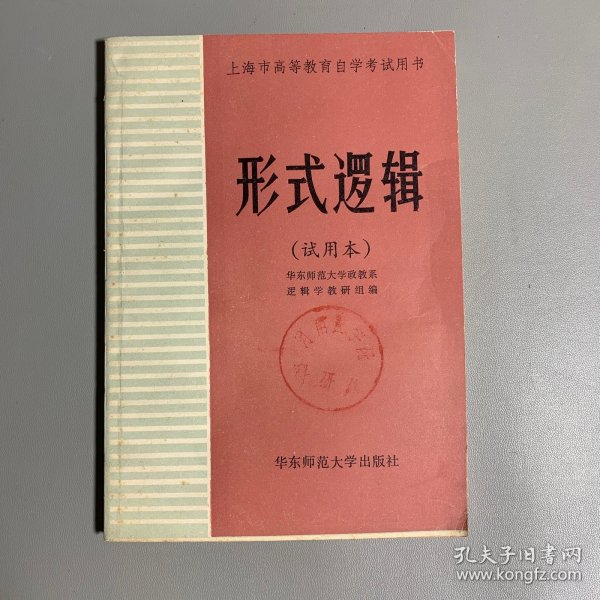 上海市高等教育自学考试用书
形式逻辑
（试用本）
华东师范大学政教系
逻辑学教研组编
华东师范大学出版社
孔夫子旧书网
www.kongfz.com